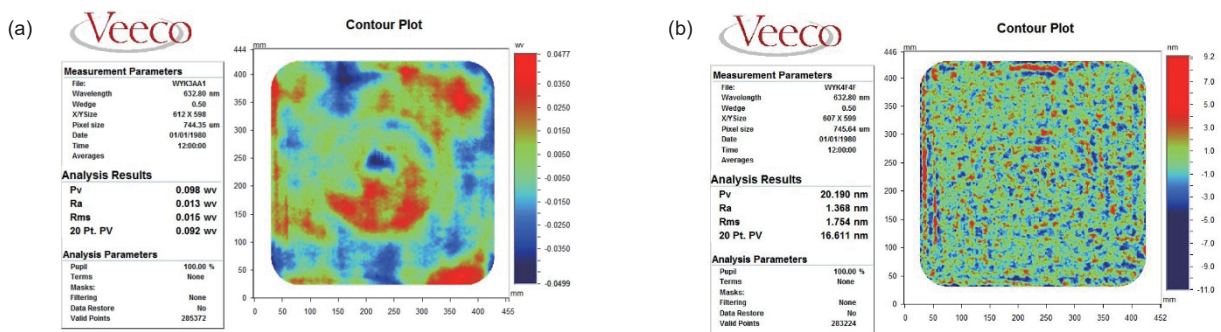 (a)
Veeco
Measurement Parameters
File: WYK3AA1
Wavelength 632.80 nm
Wedge 0.50
X/YSize 612 X 598
Pixel size 744.35 um
Date 01/01/1980
Time 12:00:00
Averages
Analysis Results
Pv 0.098 wv
Ra 0.013 wv
Rms 0.015 wv
20 Pt. PV 0.092 wv
Analysis Parameters
Pupil 100.00 %
Terms None
Masks:
Filtering None
Data Restore No
Valid Points 285372
Contour Plot
mm
444
400
350
300
250
200
150
100
50
0
0 50 100 150 200 250 300 350 400 455
mm
wv
0.0477
0.0350
0.0250
0.0150
0.0050
-0.0050
-0.0150
-0.0250
-0.0350
-0.0499
(b)
Veeco
Measurement Parameters
File: WYK4F4F
Wavelength 632.80 nm
Wedge 0.50
X/YSize 607 X 599
Pixel size 745.64 um
Date 01/01/1980
Time 12:00:00
Averages
Analysis Results
Pv 20.190 nm
Ra 1.368 nm
Rms 1.754 nm
20 Pt. PV 16.611 nm
Analysis Parameters
Pupil 100.00 %
Terms None
Masks:
Filtering None
Data Restore No
Valid Points 283224
Contour Plot
mm
446
400
350
300
250
200
150
100
50
0
0 50 100 150 200 250 300 350 400 452
mm
nm
9.2
7.0
5.0
3.0
1.0
-1.0
-3.0
-5.0
-7.0
-9.0
-11.0